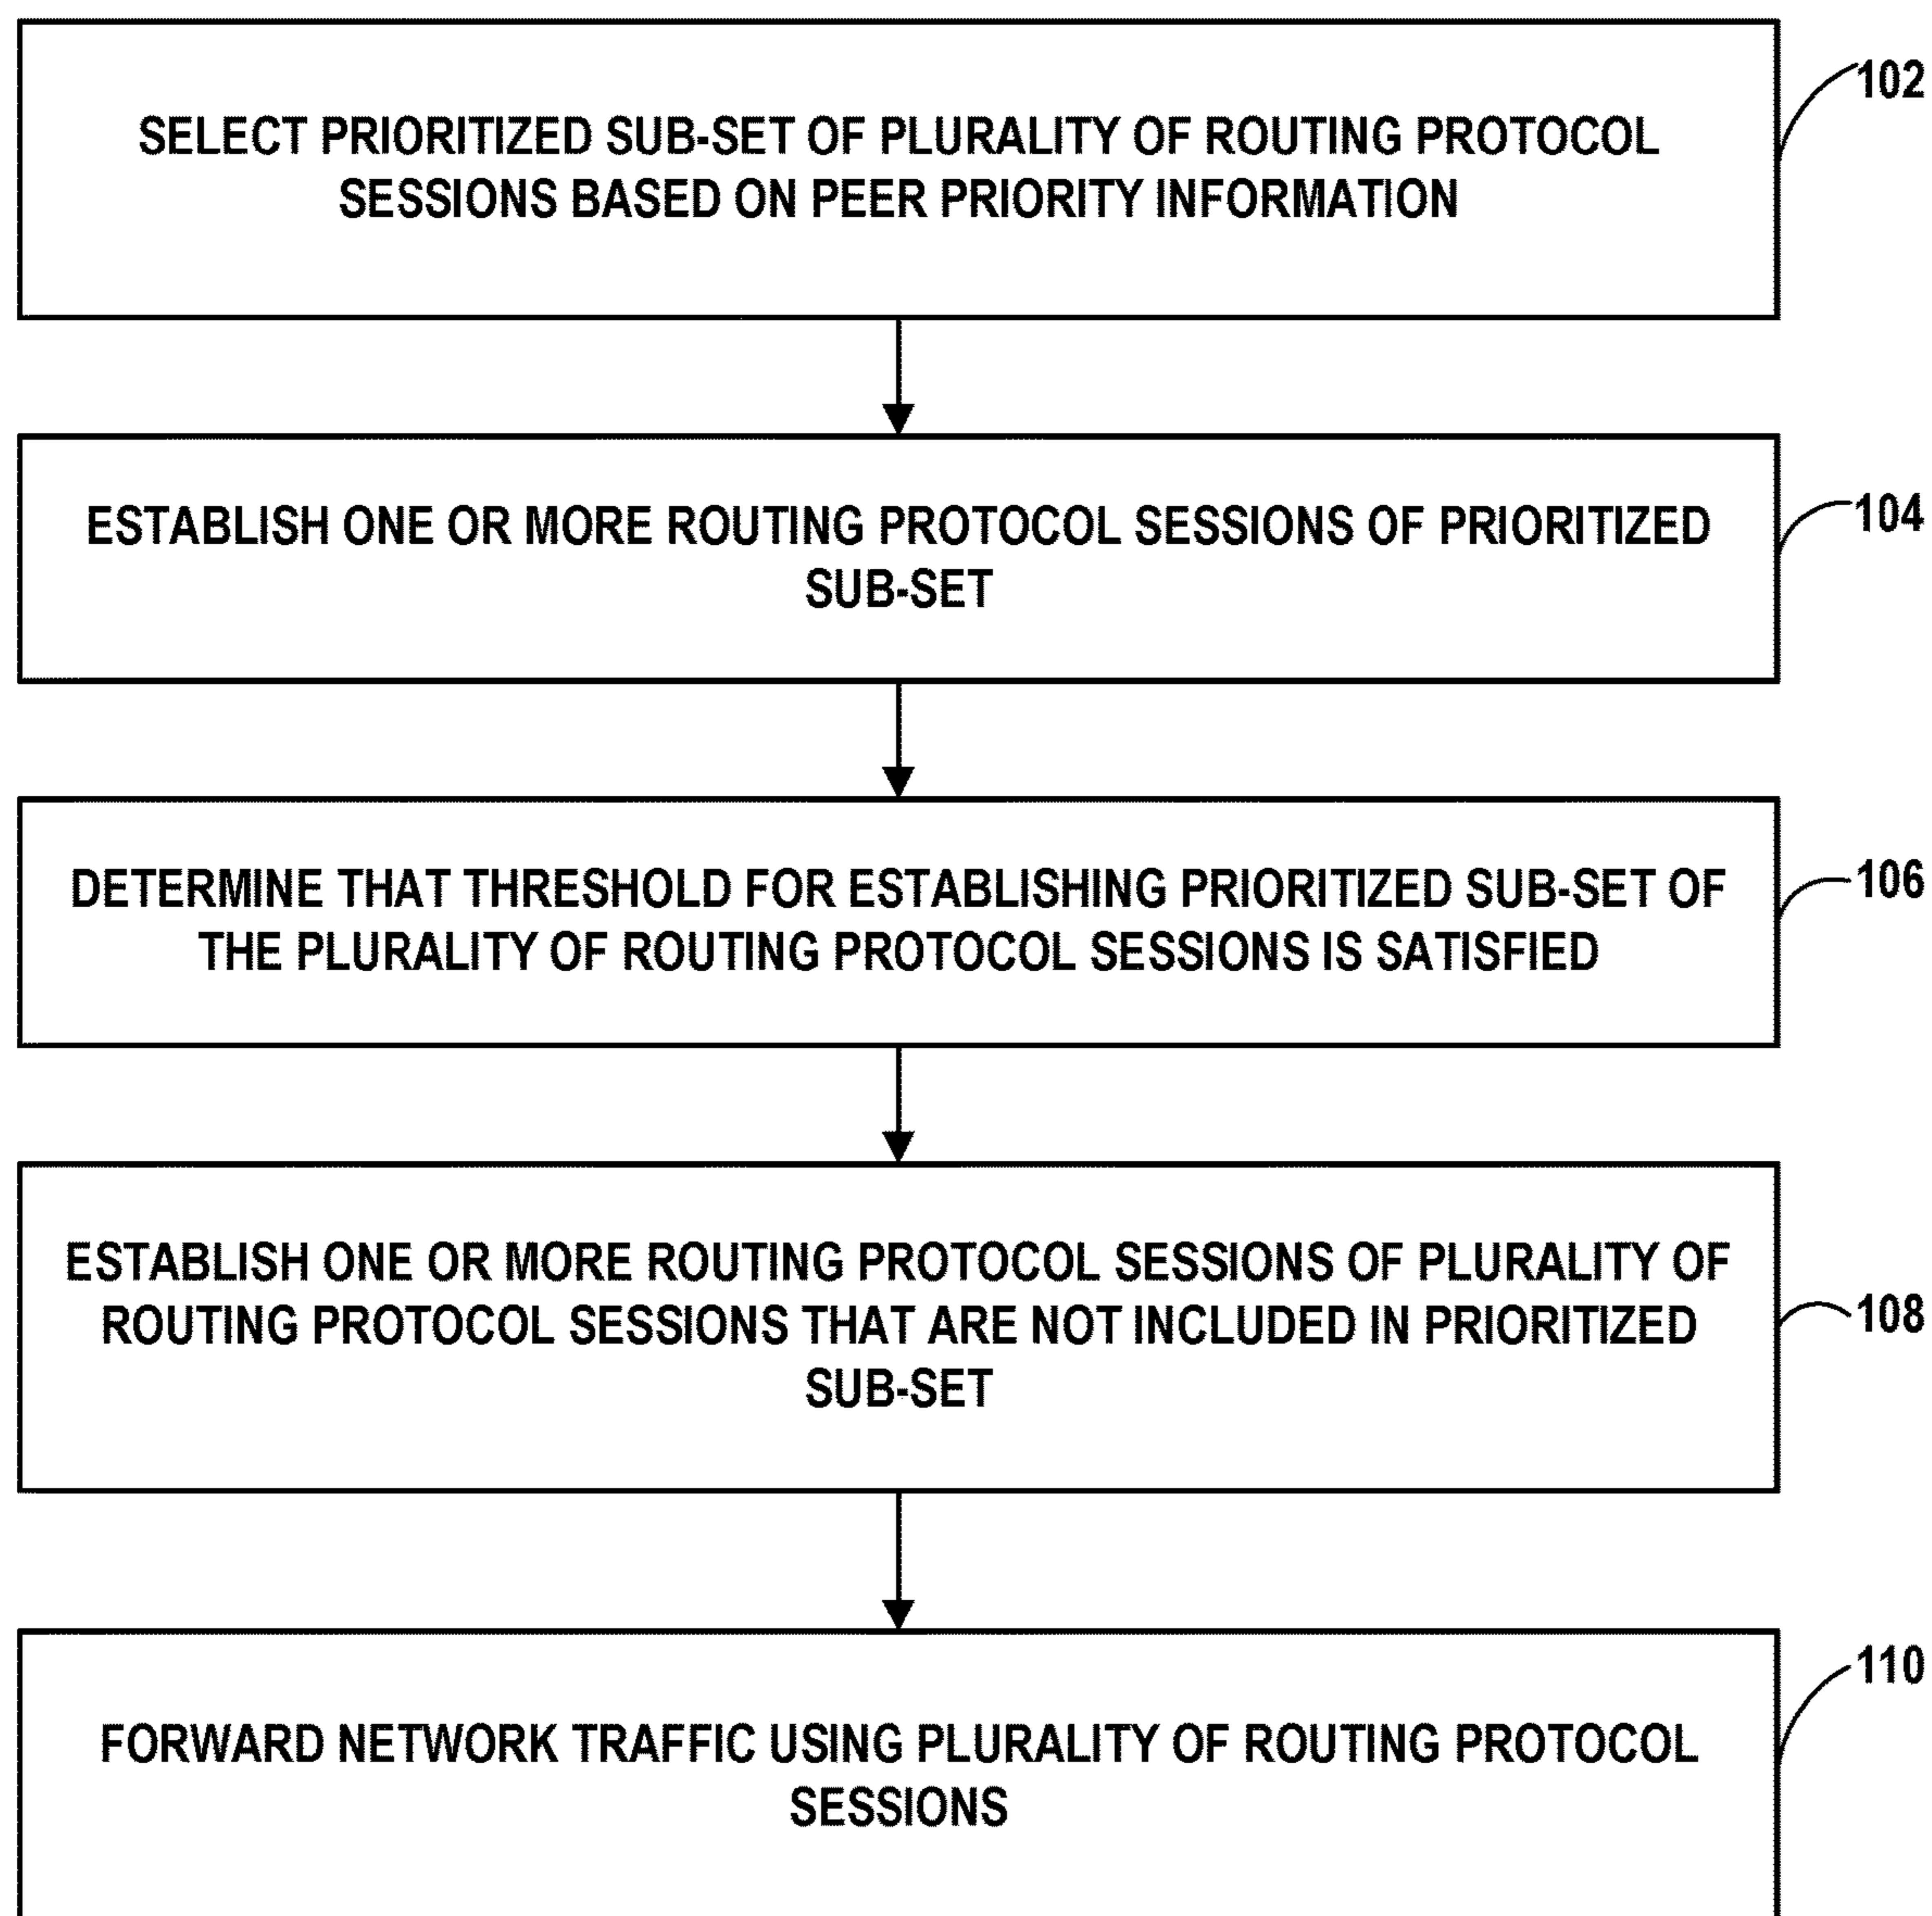 102
SELECT PRIORITIZED SUB-SET OF PLURALITY OF ROUTING PROTOCOL
SESSIONS BASED ON PEER PRIORITY INFORMATION
104
ESTABLISH ONE OR MORE ROUTING PROTOCOL SESSIONS OF PRIORITIZED
SUB-SET
106
DETERMINE THAT THRESHOLD FOR ESTABLISHING PRIORITIZED SUB-SET OF
THE PLURALITY OF ROUTING PROTOCOL SESSIONS IS SATISFIED
108
ESTABLISH ONE OR MORE ROUTING PROTOCOL SESSIONS OF PLURALITY OF
ROUTING PROTOCOL SESSIONS THAT ARE NOT INCLUDED IN PRIORITIZED
SUB-SET
110
FORWARD NETWORK TRAFFIC USING PLURALITY OF ROUTING PROTOCOL
SESSIONS